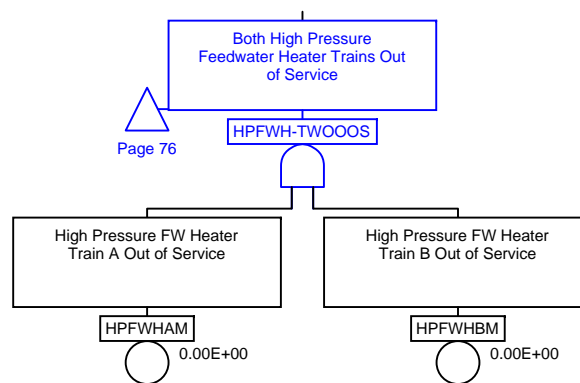 Both High Pressure
Feedwater Heater Trains Out
of Service
Page 76
HPFWH-TWOOOS
High Pressure FW Heater
Train A Out of Service
HPFWHAM
0.00E+00
High Pressure FW Heater
Train B Out of Service
HPFWHBM
0.00E+00